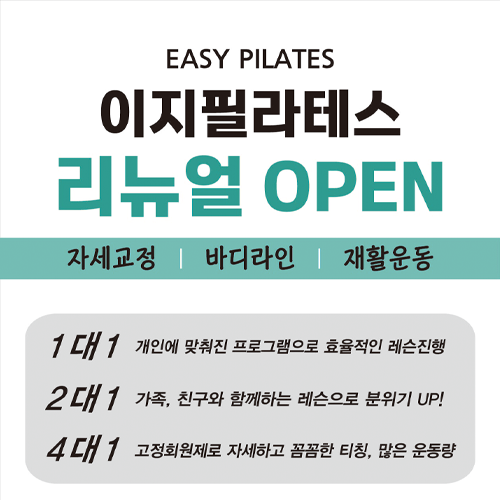 EASY PILATES
이지필라테스
리뉴얼 OPEN
자세교정 | 바디라인 | 재활운동
1대1 개인에 맞춰진 프로그램으로 효율적인 레슨진행
2대1 가족, 친구와 함께하는 레슨으로 분위기 UP!
4대1 고정회원제로 자세하고 꼼꼼한 티칭, 많은 운동량